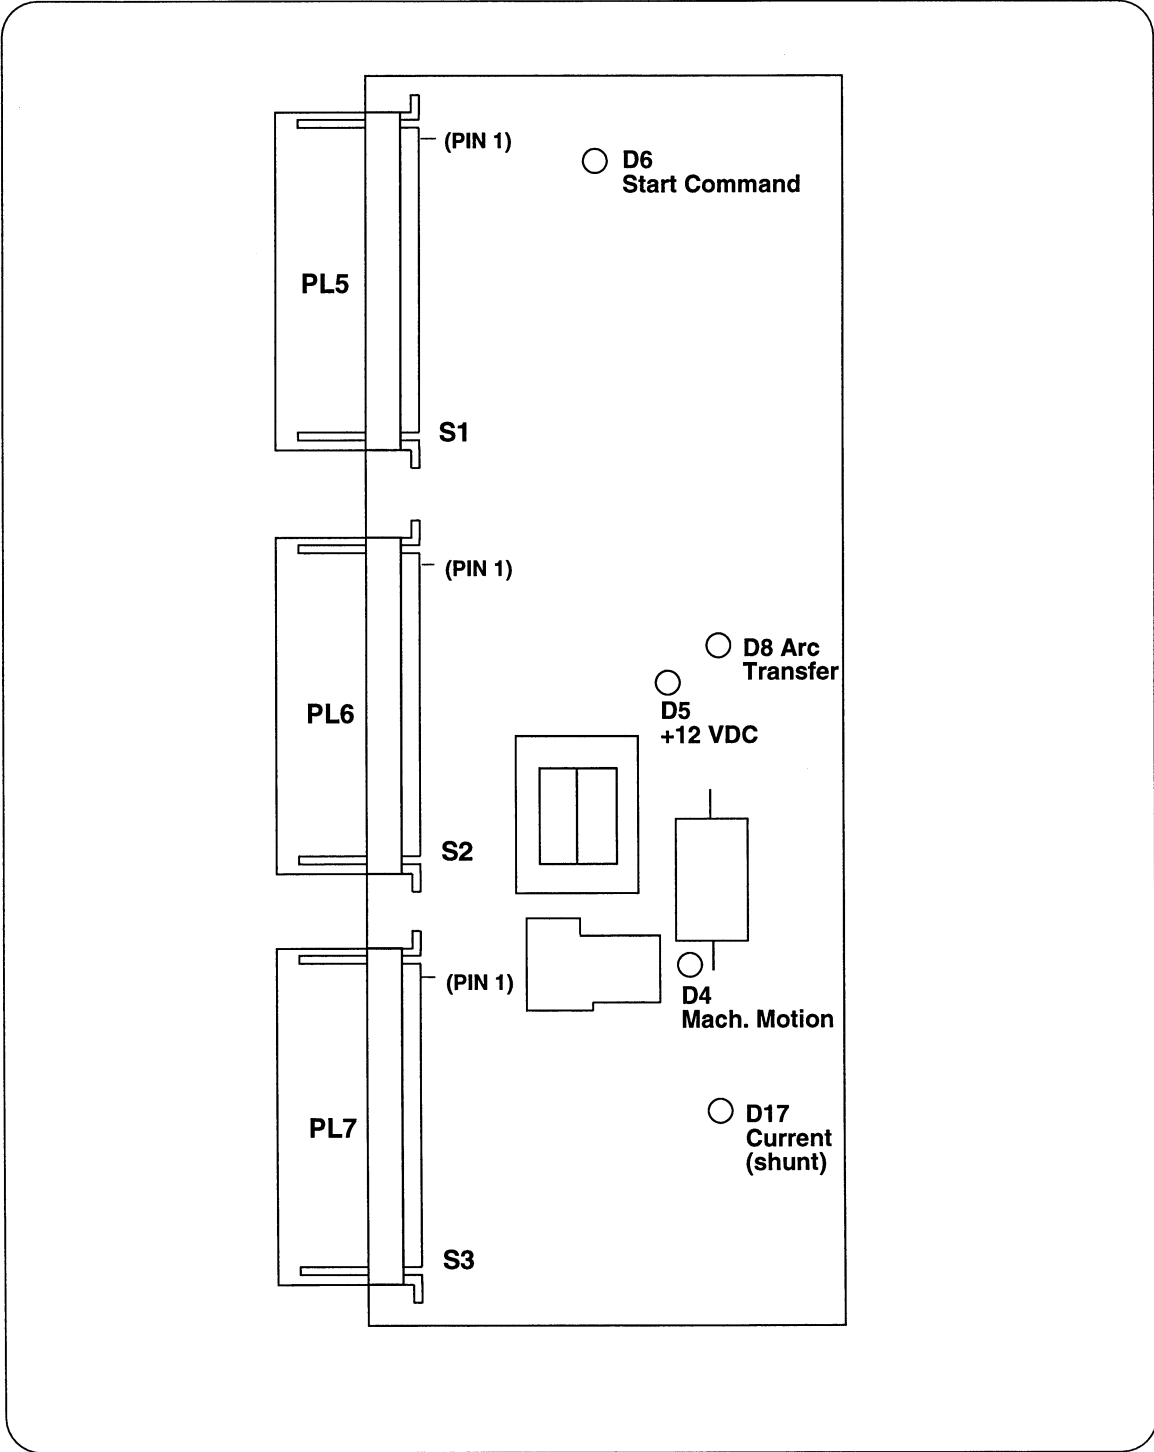 (PIN 1)
D6
Start Command
PL5
S1
(PIN 1)
D8 Arc
Transfer
D5
+12 VDC
PL6
S2
(PIN 1)
D4
Mach. Motion
PL7
D17
Current
(shunt)
S3